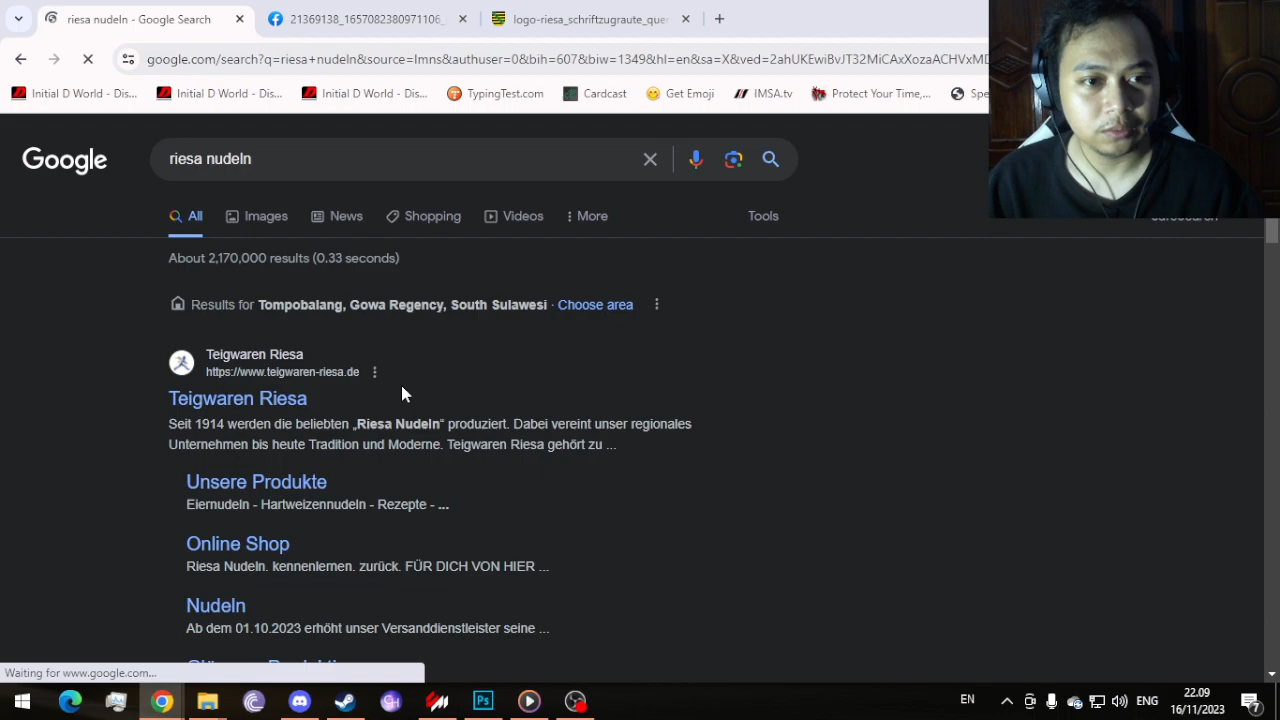 riesa nudeln - Google Search
21369138_1657082380971106_
logo-riesa_schriftzugraute_quer
google.com/search?q=riesa+nudeln&source=lmns&authuser=0&bih=607&biw=1349&hl=en&sa=X&ved=2ahUKEwiBvJT32MiCAxXozaACHVxMD
Initial D World - Dis...
Initial D World - Dis...
Initial D World - Dis...
TypingTest.com
Cardcast
Get Emoji
IMSA.tv
Protect Your Time,...
Google
riesa nudeln
All
Images
News
Shopping
Videos
More
Tools
About 2,170,000 results (0.33 seconds)
Results for Tompobalang, Gowa Regency, South Sulawesi · Choose area
Teigwaren Riesa
https://www.teigwaren-riesa.de
Teigwaren Riesa
Seit 1914 werden die beliebten „Riesa Nudeln“ produziert. Dabei vereint unser regionales
Unternehmen bis heute Tradition und Moderne. Teigwaren Riesa gehört zu ...
Unsere Produkte
Eiernudeln - Hartweizennudeln - Rezepte - ...
Online Shop
Riesa Nudeln. kennenlernen. zurück. FÜR DICH VON HIER ...
Nudeln
Ab dem 01.10.2023 erhöht unser Versanddienstleister seine ...
Waiting for www.google.com...
EN
ENG
22.09
16/11/2023
7